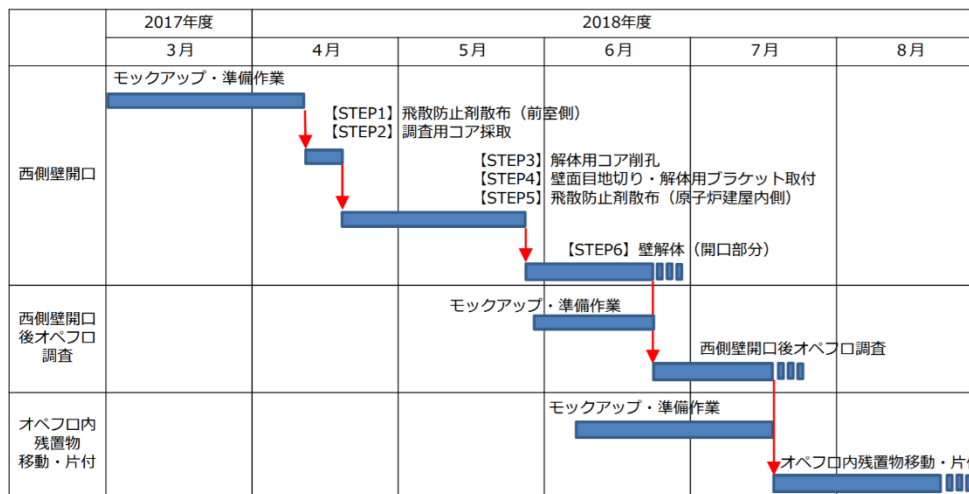 2017年度
2018年度
3月
4月
5月
6月
7月
8月
西側壁開口
モックアップ・準備作業
【STEP1】飛散防止剤散布（前室側）
【STEP2】調査用コア採取
【STEP3】解体用コア削孔
【STEP4】壁面目地切り・解体用ブラケット取付
【STEP5】飛散防止剤散布（原子炉建屋内側）
【STEP6】壁解体（開口部分）
西側壁開口
後オペフロ
調査
モックアップ・準備作業
西側壁開口後オペフロ調査
オペフロ内
残置物
移動・片付
モックアップ・準備作業
オペフロ内残置物移動・片付